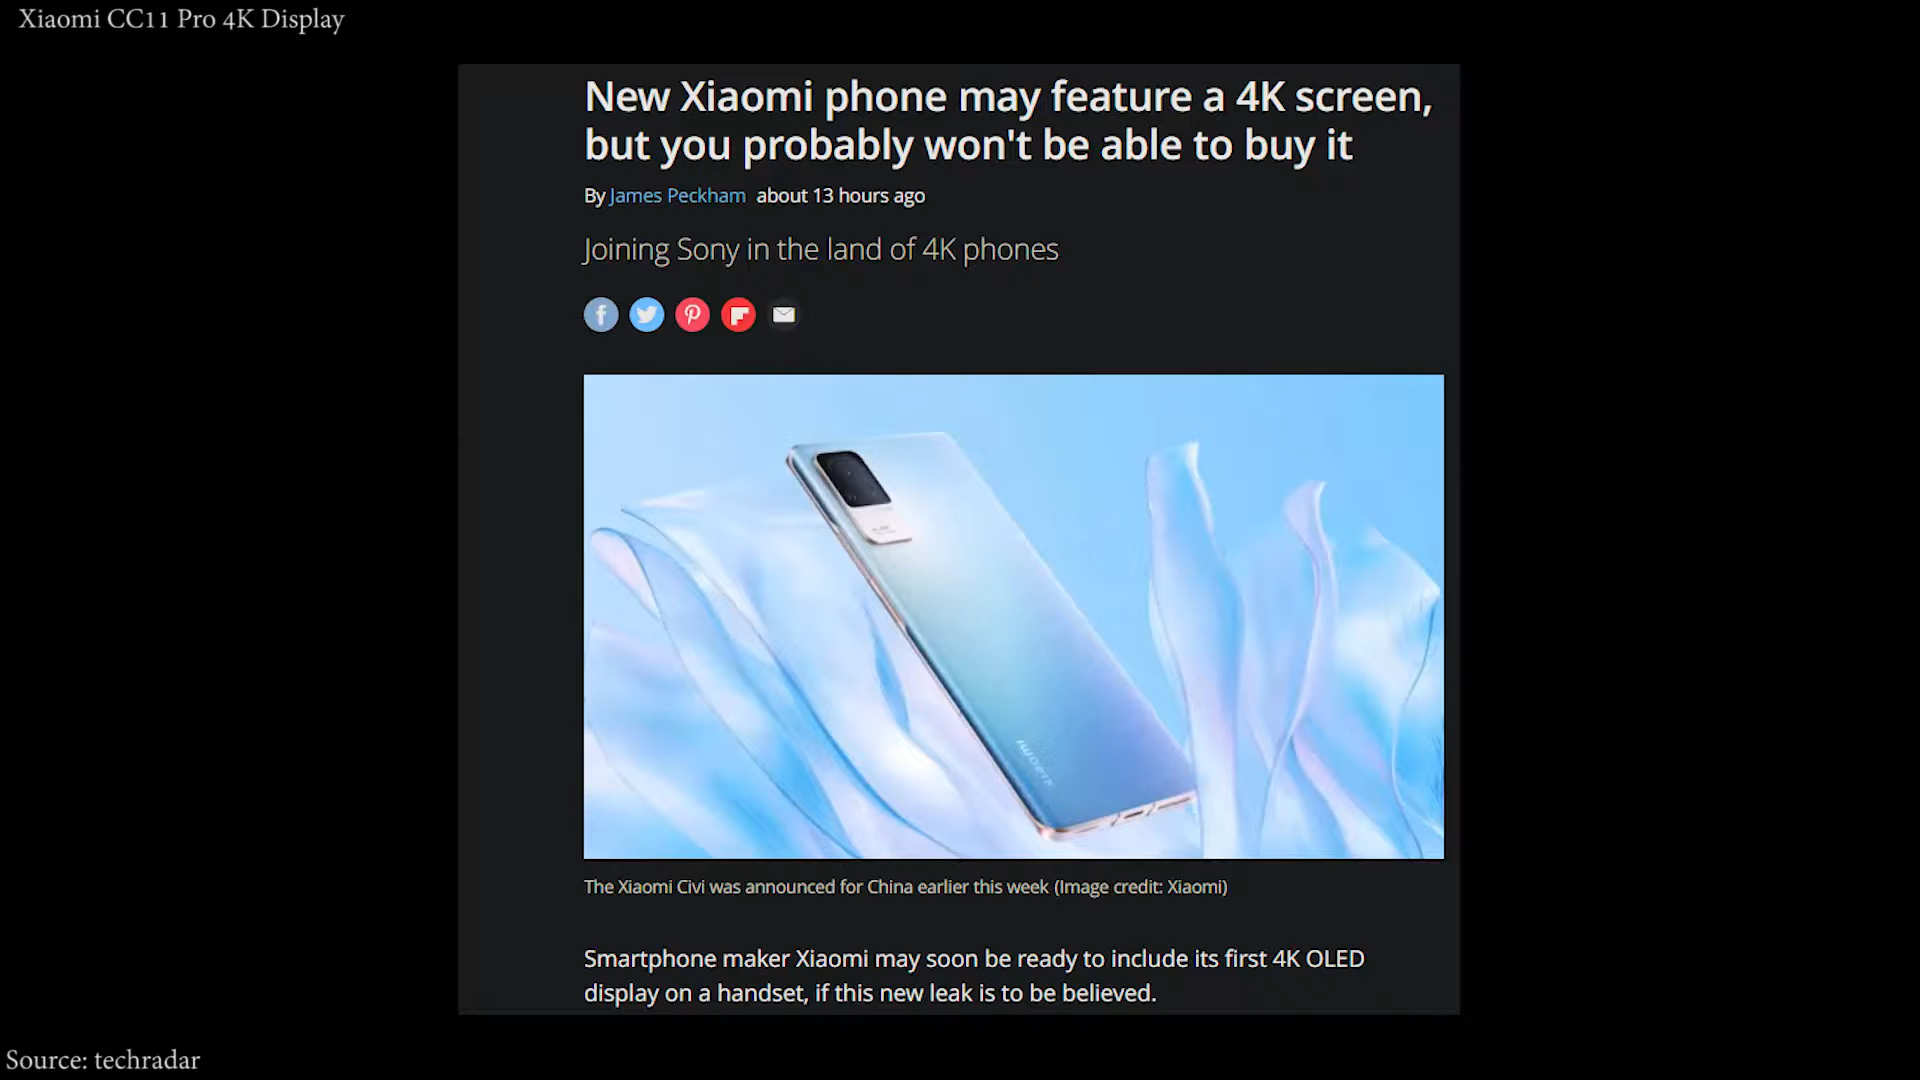 Xiaomi CC11 Pro 4K Display
New Xiaomi phone may feature a 4K screen,
but you probably won't be able to buy it
By James Peckham about 13 hours ago
Joining Sony in the land of 4K phones
XIAOMI
The Xiaomi Civi was announced for China earlier this week (Image credit: Xiaomi)
Smartphone maker Xiaomi may soon be ready to include its first 4K OLED
display on a handset, if this new leak is to be believed.
Source: techradar